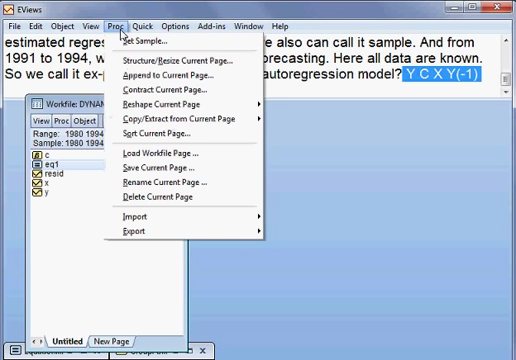 EViews
File Edit Object View Proc Quick Options Add-ins Window Help
estimated regres
e also can call it sample. And from
1991 to 1994, w
orecasting. Here all data are known.
So we call it ex-p
autoregression model? Y C X Y(-1)
Set Sample...
Structure/Resize Current Page...
Append to Current Page...
Contract Current Page...
Reshape Current Page
Copy/Extract from Current Page
Sort Current Page...
Load Workfile Page ...
Save Current Page ...
Rename Current Page ...
Delete Current Page
Import
Export
Workfile: DYNAM
View Proc Object
Range: 1980 1994
Sample: 1980 1994
c
eq1
resid
x
y
Untitled New Page